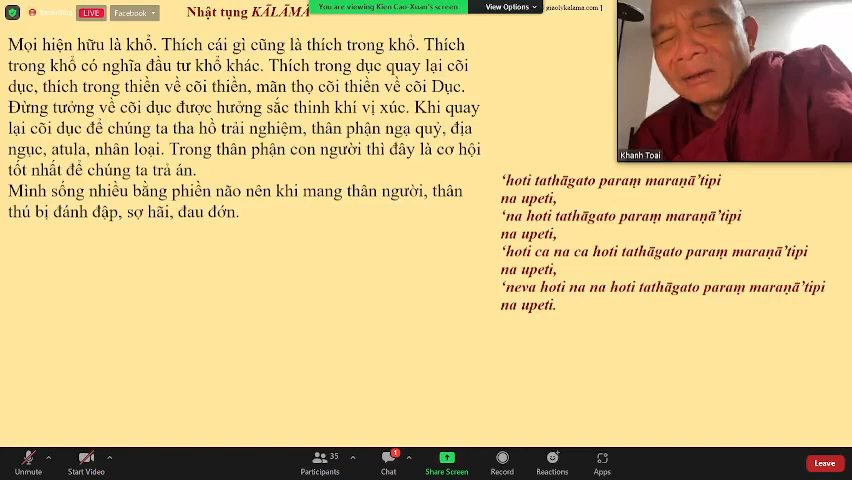 LIVE
Facebook
Nhật tụng KĀLĀMA
You are viewing Kien Cao-Xuan's screen
View Options
giaolykalama.com ]
Mọi hiện hữu là khổ. Thích cái gì cũng là thích trong khổ. Thích
trong khổ có nghĩa đầu tư khổ khác. Thích trong dục quay lại cõi
dục, thích trong thiền về cõi thiền, mãn thọ cõi thiền về cõi Dục.
Đừng tưởng về cõi dục được hưởng sắc thinh khí vị xúc. Khi quay
lại cõi dục để chúng ta tha hồ trải nghiệm, thân phận ngạ quỷ, địa
ngục, atula, nhân loại. Trong thân phận con người thì đây là cơ hội
tốt nhất để chúng ta trả án.
Mình sống nhiều bằng phiền não nên khi mang thân người, thân
thú bị đánh đập, sợ hãi, đau đớn.
Khanh Toai
‘hoti tathāgato paraṃ maraṇā’tipi
na upeti,
‘na hoti tathāgato paraṃ maraṇā’tipi
na upeti,
‘hoti ca na ca hoti tathāgato paraṃ maraṇā’tipi
na upeti,
‘neva hoti na na hoti tathāgato paraṃ maraṇā’tipi
na upeti.
Unmute
Start Video
Participants
35
Chat
1
Share Screen
Record
Reactions
Apps
Leave